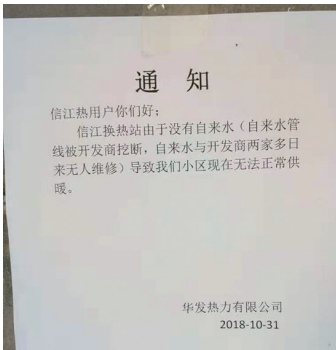 通 知
信江热用户你们好；
信江换热站由于没有自来水（自来水管
线被开发商挖断，自来水与开发商两家多日
来无人维修）导致我们小区现在无法正常供
暖。
华发热力有限公司
2018-10-31